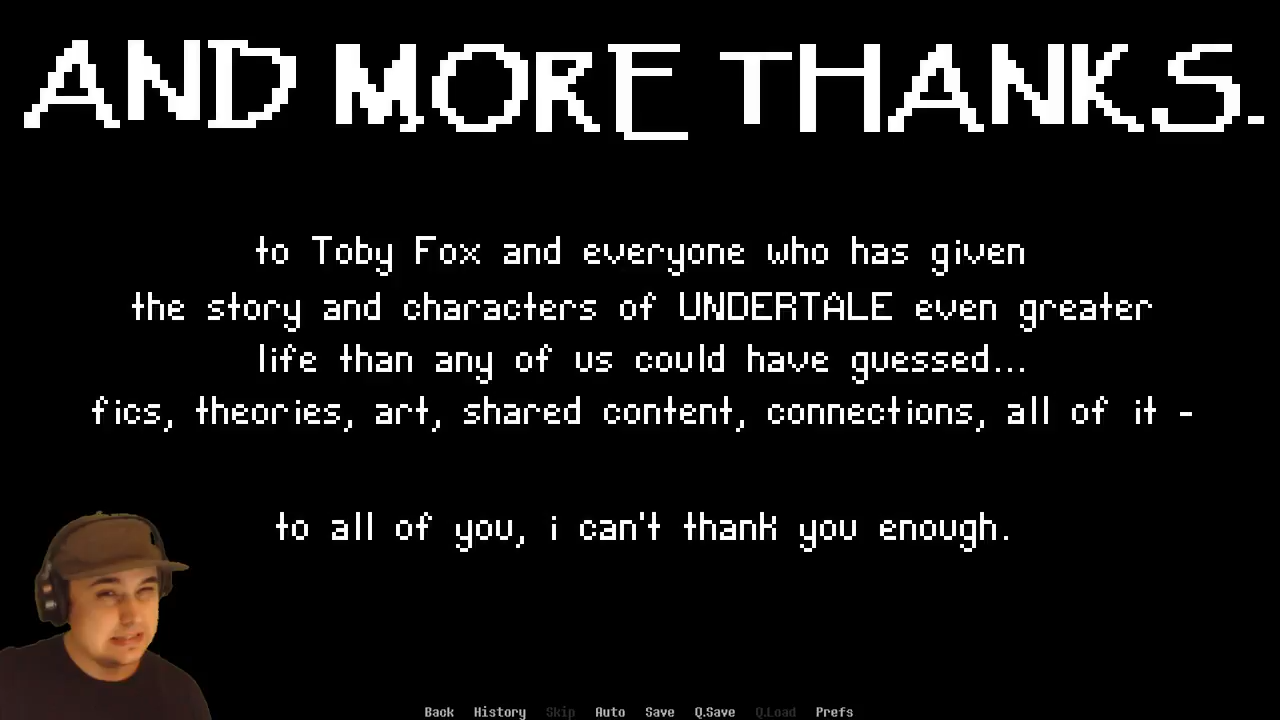 AND MORE THANKS.
to Toby Fox and everyone who has given
the story and characters of UNDERTALE even greater
life than any of us could have guessed...
fics, theories, art, shared content, connections, all of it -
to all of you, i can't thank you enough.
Back History Skip Auto Save Q.Save Q.Load Prefs